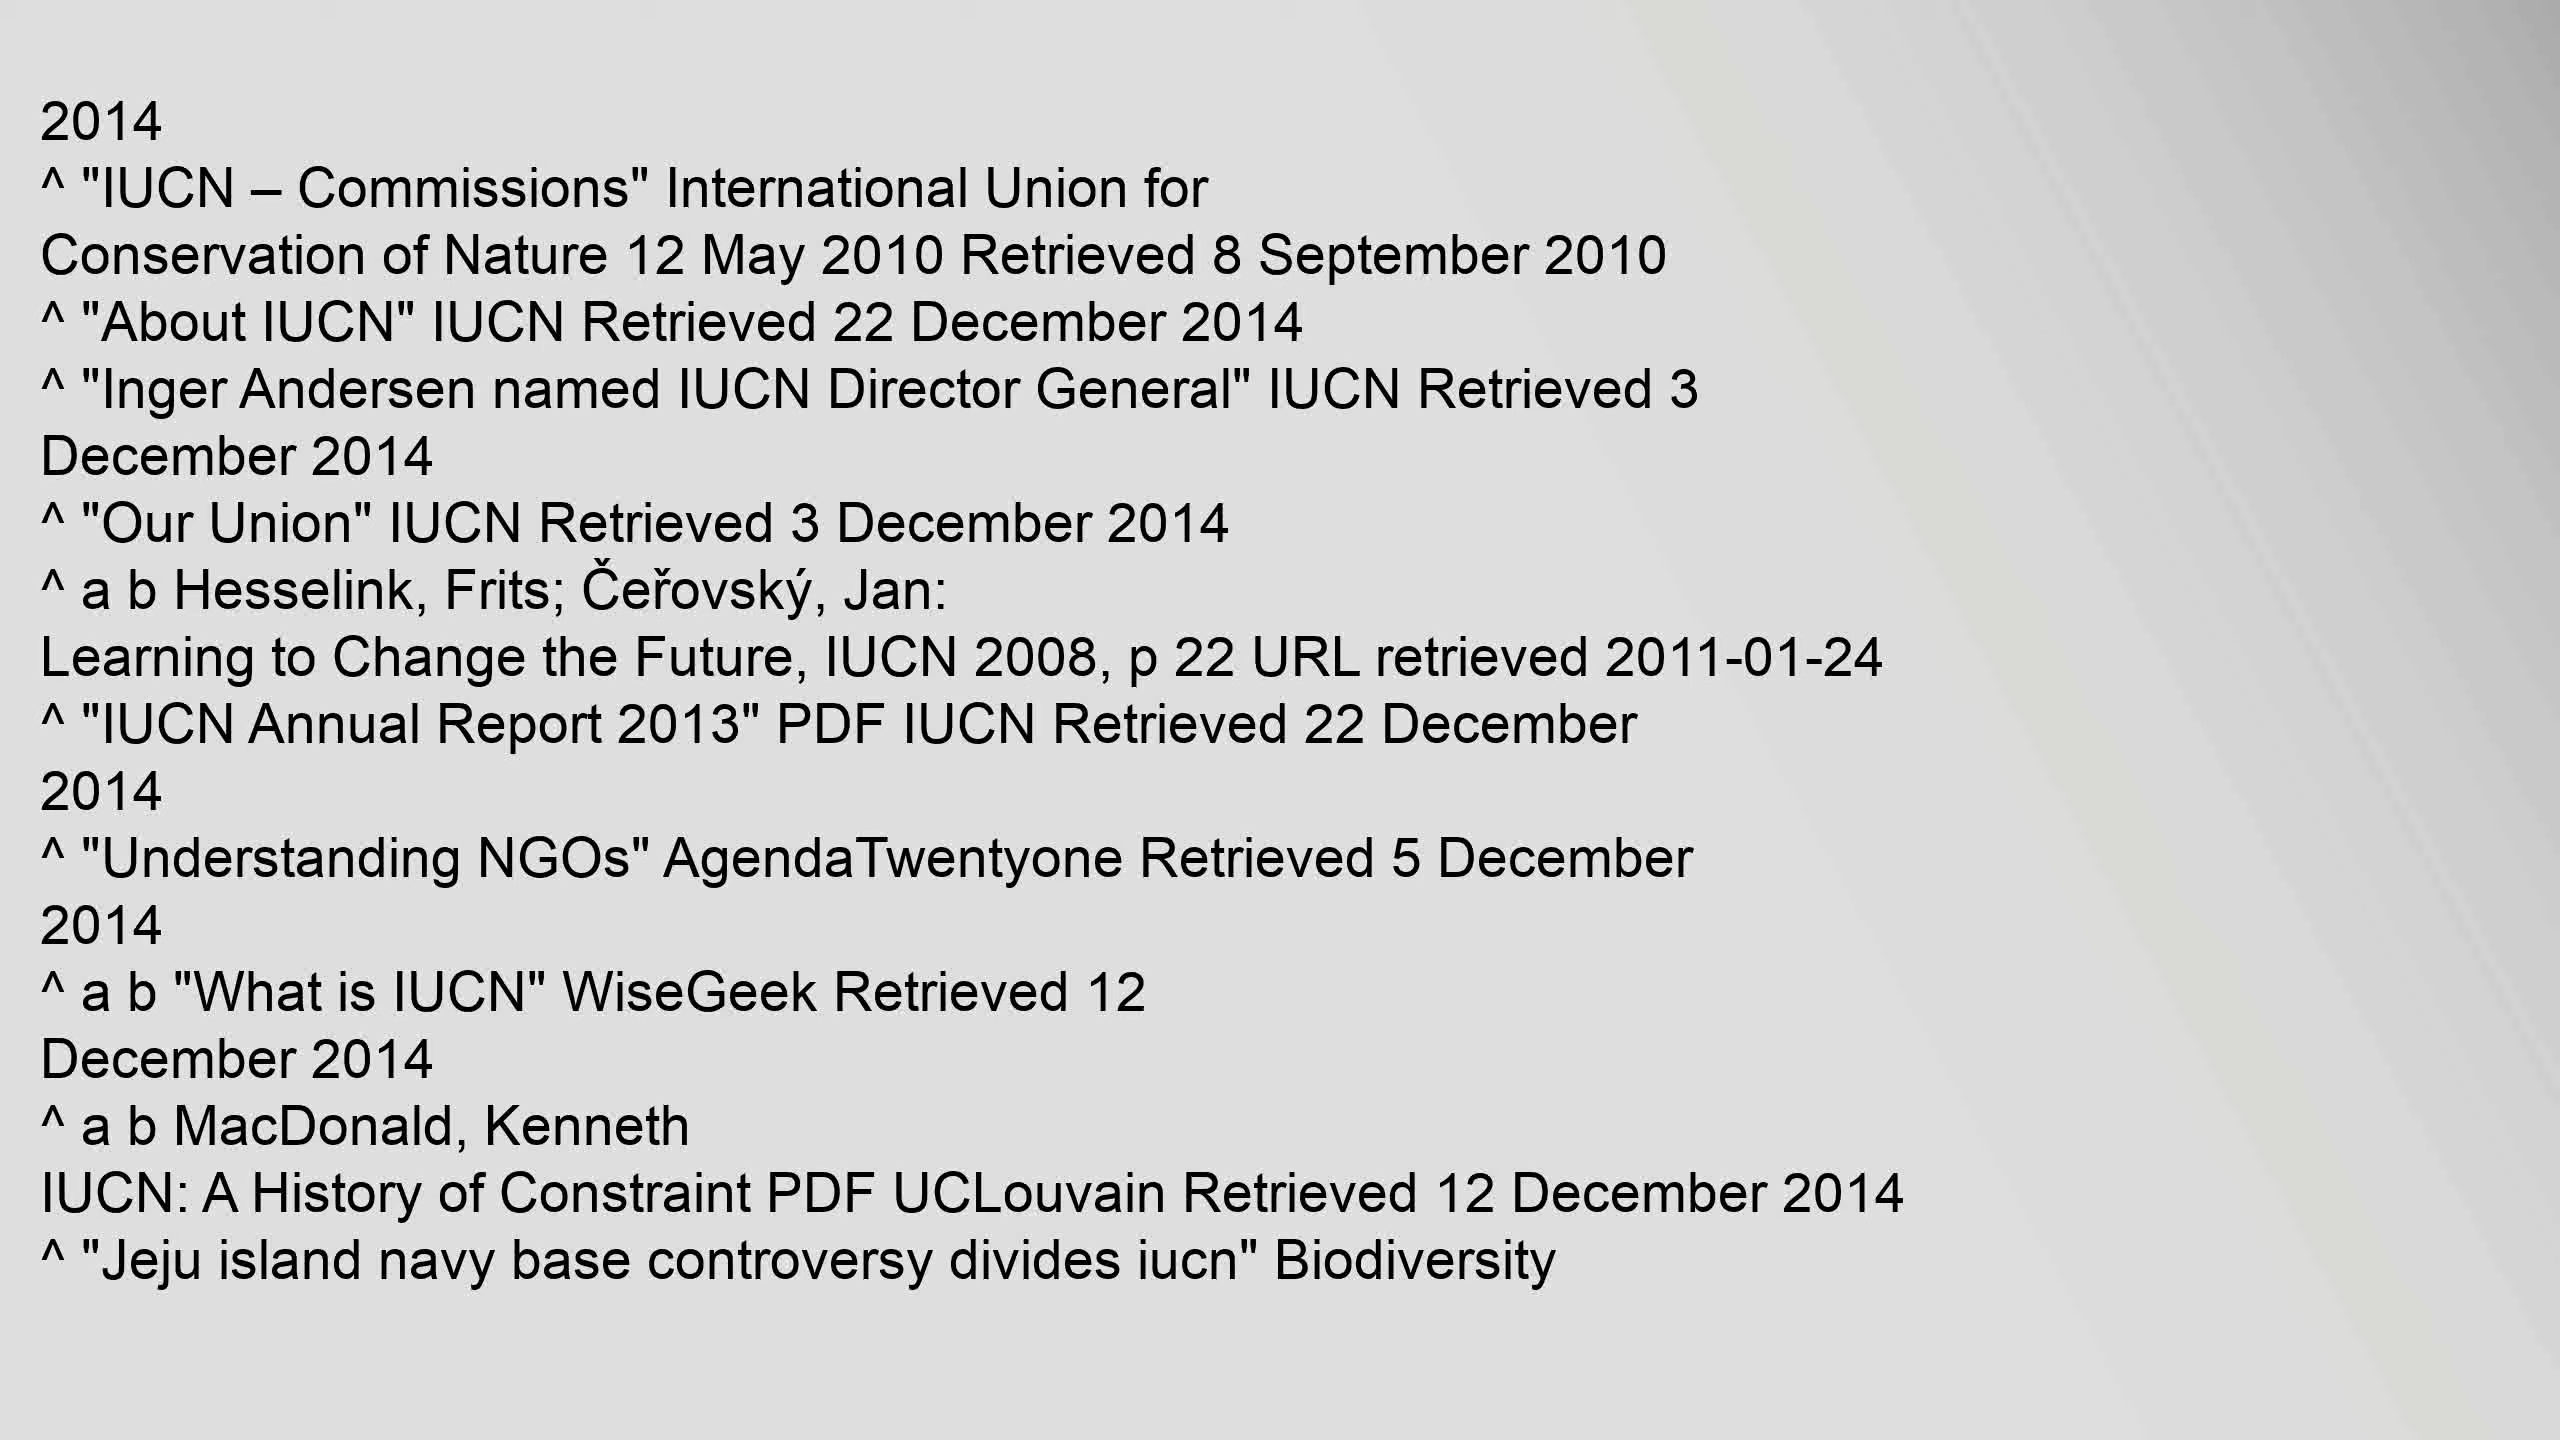 2014
^ "IUCN – Commissions" International Union for
Conservation of Nature 12 May 2010 Retrieved 8 September 2010
^ "About IUCN" IUCN Retrieved 22 December 2014
^ "Inger Andersen named IUCN Director General" IUCN Retrieved 3
December 2014
^ "Our Union" IUCN Retrieved 3 December 2014
^ a b Hesselink, Frits; Čeřovský, Jan:
Learning to Change the Future, IUCN 2008, p 22 URL retrieved 2011-01-24
^ "IUCN Annual Report 2013" PDF IUCN Retrieved 22 December
2014
^ "Understanding NGOs" AgendaTwentyone Retrieved 5 December
2014
^ a b "What is IUCN" WiseGeek Retrieved 12
December 2014
^ a b MacDonald, Kenneth
IUCN: A History of Constraint PDF UCLouvain Retrieved 12 December 2014
^ "Jeju island navy base controversy divides iucn" Biodiversity